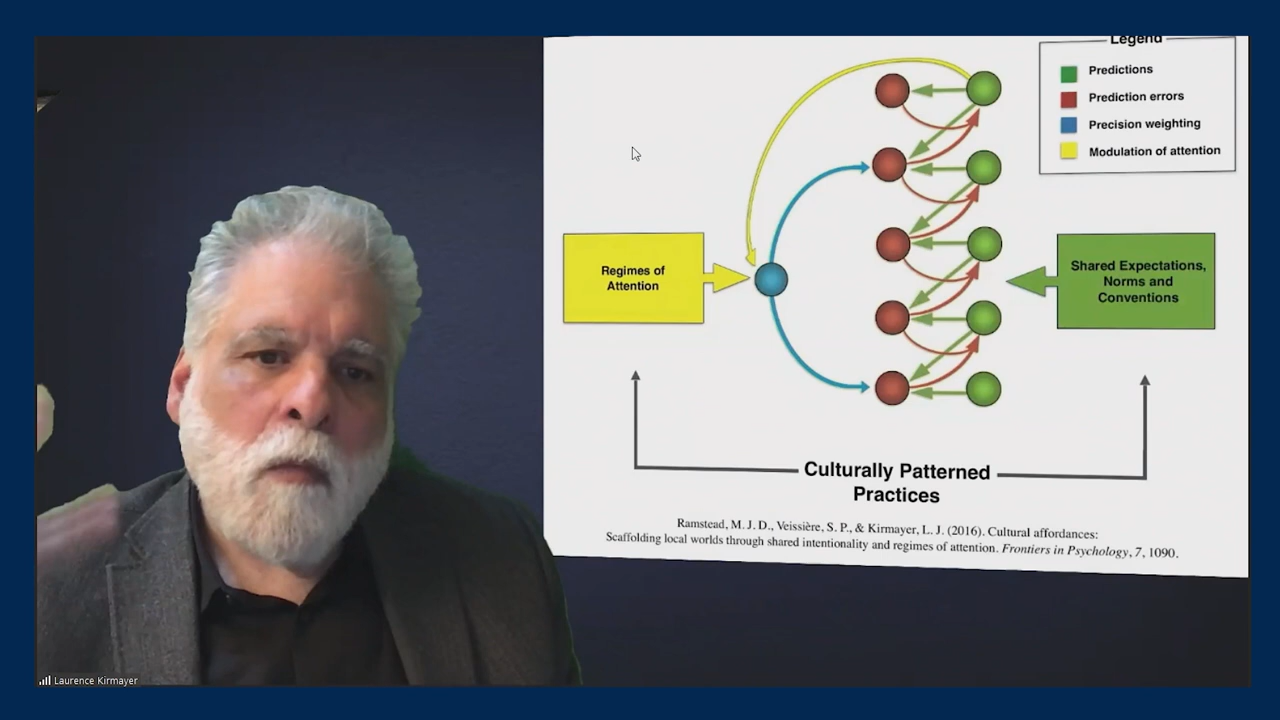 Legend
Predictions
Prediction errors
Precision weighting
Modulation of attention
Regimes of
Attention
Shared Expectations,
Norms and
Conventions
Culturally Patterned
Practices
Ramstead, M. J. D., Veissière, S. P., & Kirmayer, L. J. (2016). Cultural affordances:
Scaffolding local worlds through shared intentionality and regimes of attention. Frontiers in Psychology, 7, 1090.
Laurence Kirmayer